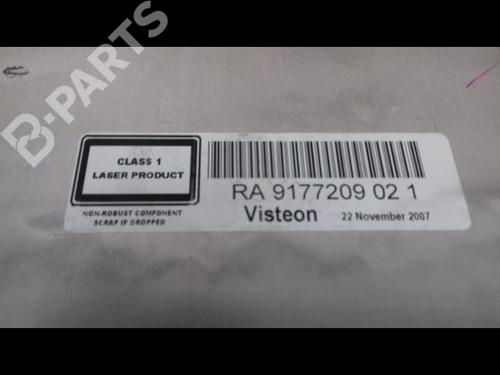 B-PARTS
CLASS 1
LASER PRODUCT
NON-ROBUST COMPONENT
SCRAP IF DROPPED
RA 9177209 02 1
Visteon 22 November 2007